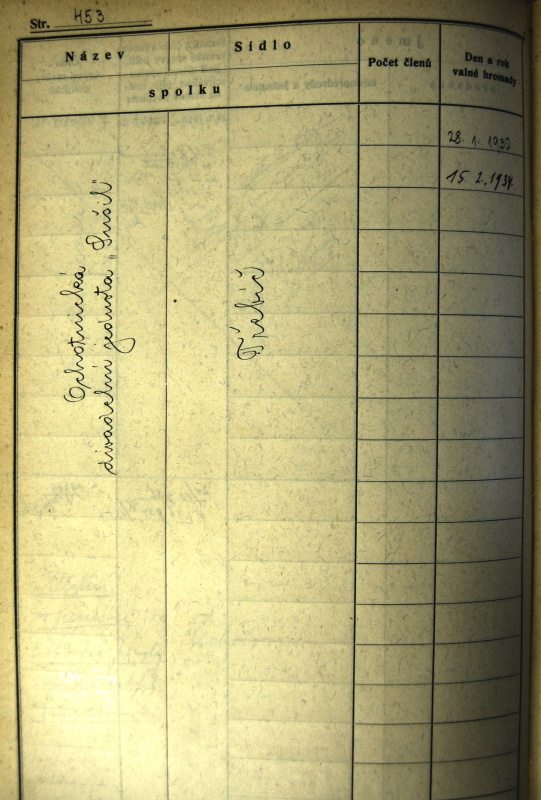 Str. 453
Název
Sídlo
spolku
Počet členů
Den a rok
valné hromady
28. 1. 1930
15. 2. 1934.
Ochotnická
divadelní jednota „Sušil"
Třebíč